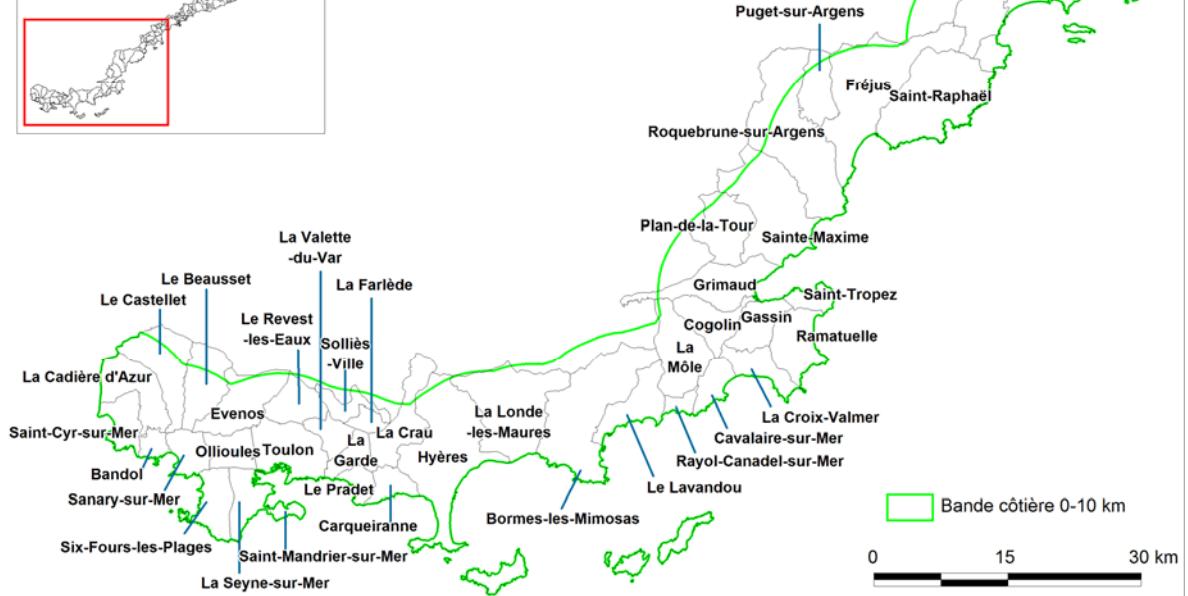 Puget-sur-Argens
Fréjus
Saint-Raphaël
Roquebrune-sur-Argens
Plan-de-la-Tour
Sainte-Maxime
La Valette
-du-Var
Le Beausset
La Farlède
Le Castellet
Grimaud
Saint-Tropez
Le Revest
-les-Eaux
Solliès
-Ville
Cogolin
Gassin
Ramatuelle
La
Môle
La Cadière d'Azur
Evenos
La Londe
-les-Maures
La Croix-Valmer
Saint-Cyr-sur-Mer
La Crau
Cavalaire-sur-Mer
Ollioules
Toulon
La
Garde
Hyères
Rayol-Canadel-sur-Mer
Bandol
Le Lavandou
Sanary-sur-Mer
Le Pradet
Bormes-les-Mimosas
Carqueiranne
Six-Fours-les-Plages
Saint-Mandrier-sur-Mer
La Seyne-sur-Mer
Bande côtière 0-10 km
0 15 30 km